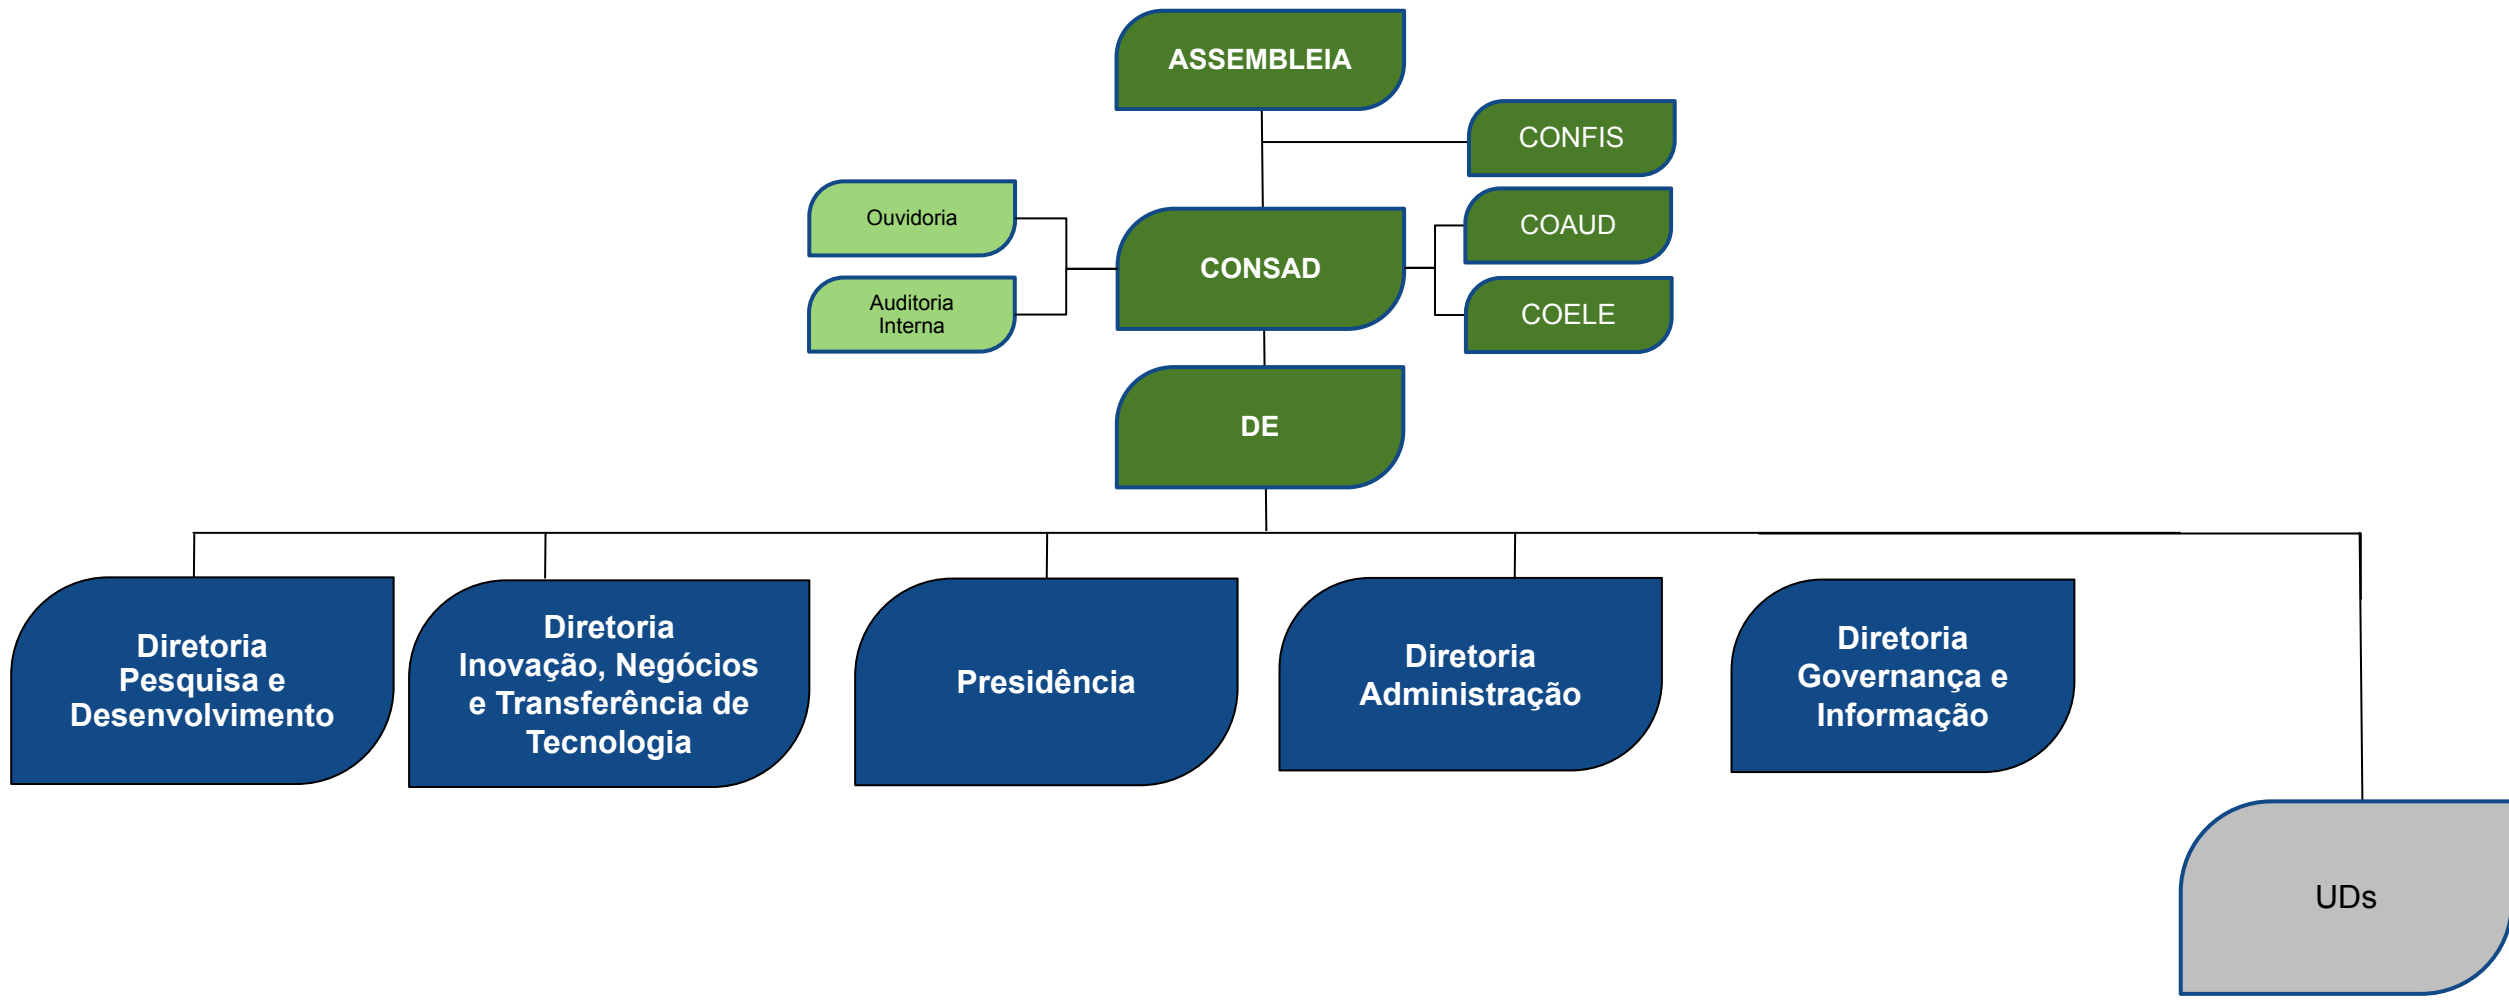 ASSEMBLEIA
CONFIS
Ouvidoria
COAUD
CONSAD
Auditoria
Interna
COELE
DE
Diretoria
Pesquisa e
Desenvolvimento
Diretoria
Inovação, Negócios
e Transferência de
Tecnologia
Presidência
Diretoria
Administração
Diretoria
Governança e
Informação
UDs